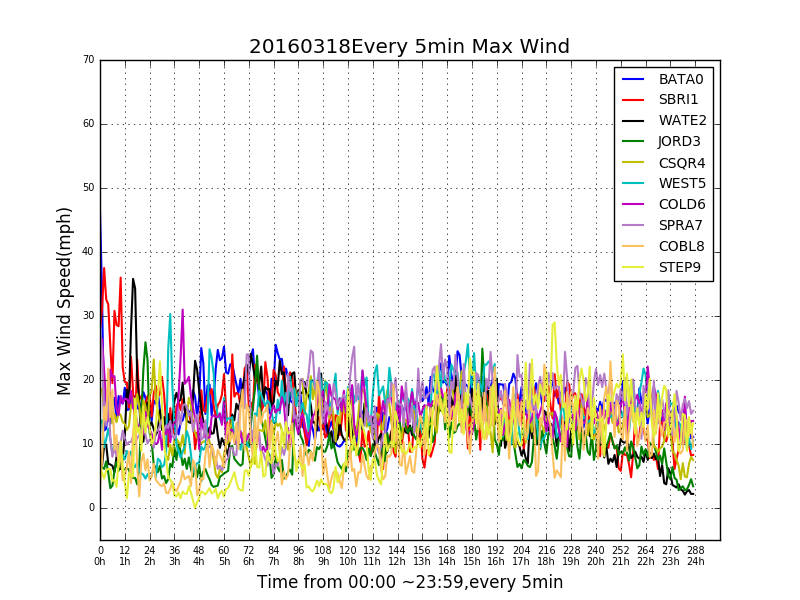 20160318Every 5min Max Wind
70
60
50
40
30
20
10
0
Max Wind Speed(mph)
BATA0
SBRI1
WATE2
JORD3
CSQR4
WEST5
COLD6
SPRA7
COBL8
STEP9
0 12 24 36 48 60 72 84 96 108 120 132 144 156 168 180 192 204 216 228 240 252 264 276 288
0h 1h 2h 3h 4h 5h 6h 7h 8h 9h 10h 11h 12h 13h 14h 15h 16h 17h 18h 19h 20h 21h 22h 23h 24h
Time from 00:00 ~23:59,every 5min